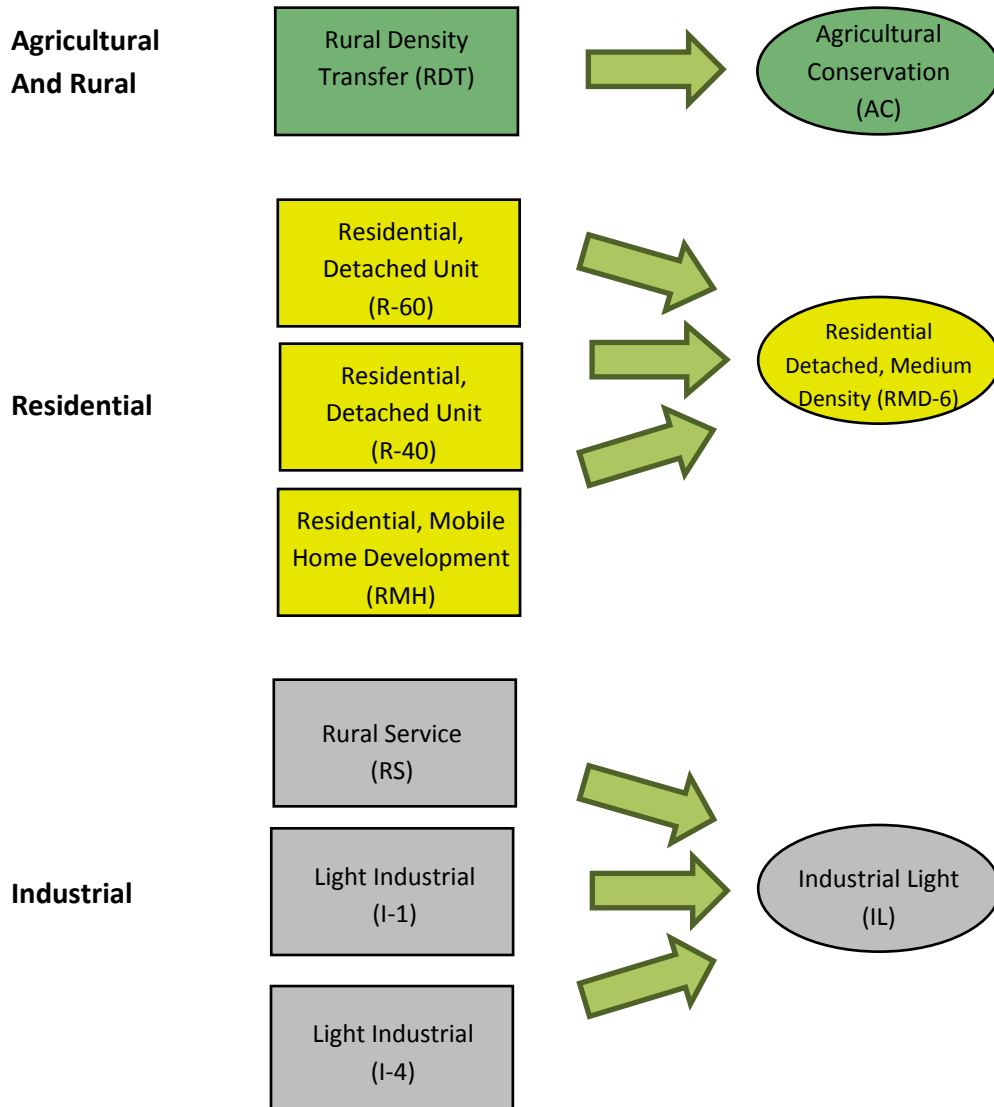 Agricultural
And Rural
Rural Density
Transfer (RDT)
Agricultural
Conservation
(AC)
Residential
Residential,
Detached Unit
(R-60)
Residential,
Detached Unit
(R-40)
Residential, Mobile
Home Development
(RMH)
Residential
Detached, Medium
Density (RMD-6)
Industrial
Rural Service
(RS)
Light Industrial
(I-1)
Light Industrial
(I-4)
Industrial Light
(IL)